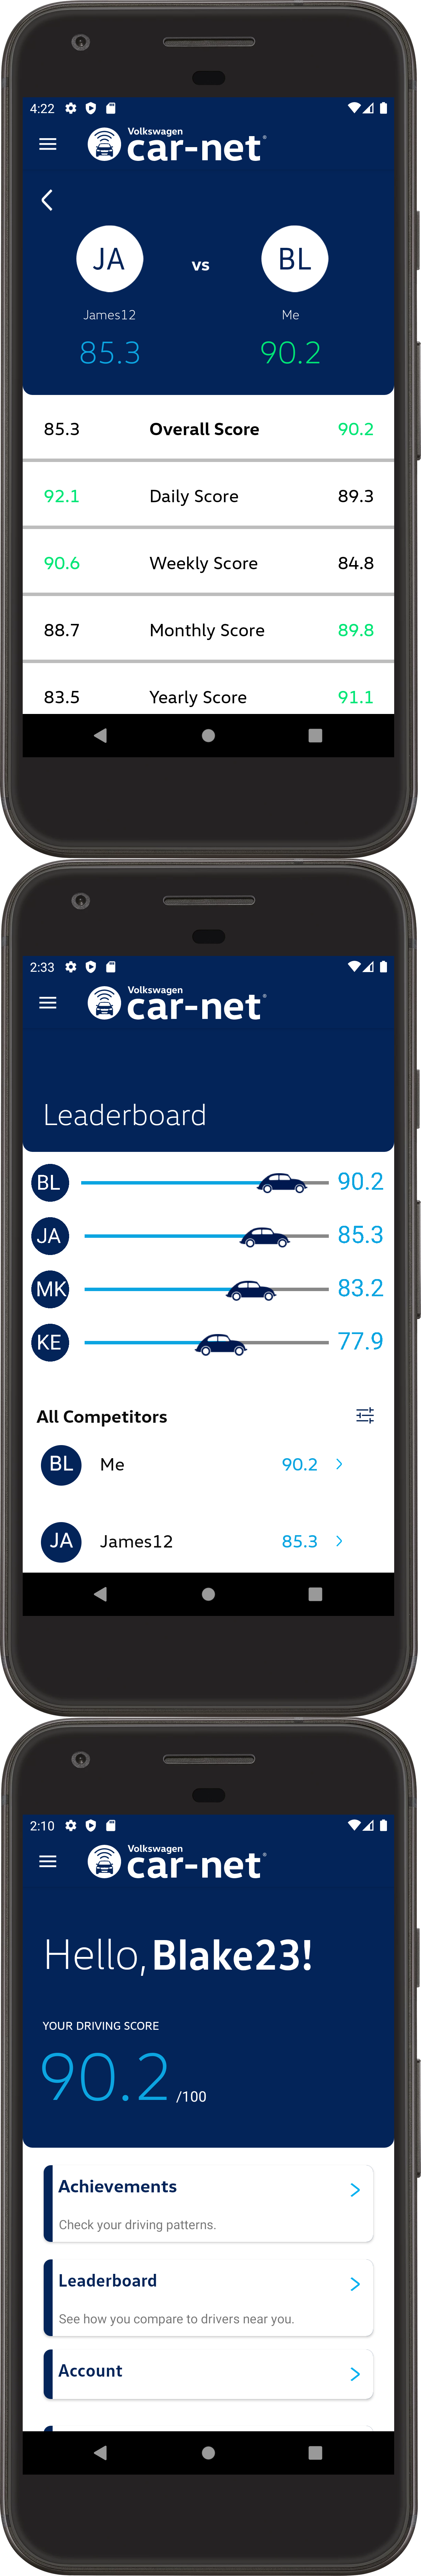 4:22
Volkswagen
car-net®
JA vs BL
James12 Me
85.3 90.2
85.3 Overall Score 90.2
92.1 Daily Score 89.3
90.6 Weekly Score 84.8
88.7 Monthly Score 89.8
83.5 Yearly Score 91.1
2:33
Volkswagen
car-net®
Leaderboard
BL 90.2
JA 85.3
MK 83.2
KE 77.9
All Competitors
BL Me 90.2
JA James12 85.3
2:10
Volkswagen
car-net®
Hello, Blake23!
YOUR DRIVING SCORE
90.2 /100
Achievements
Check your driving patterns.
Leaderboard
See how you compare to drivers near you.
Account